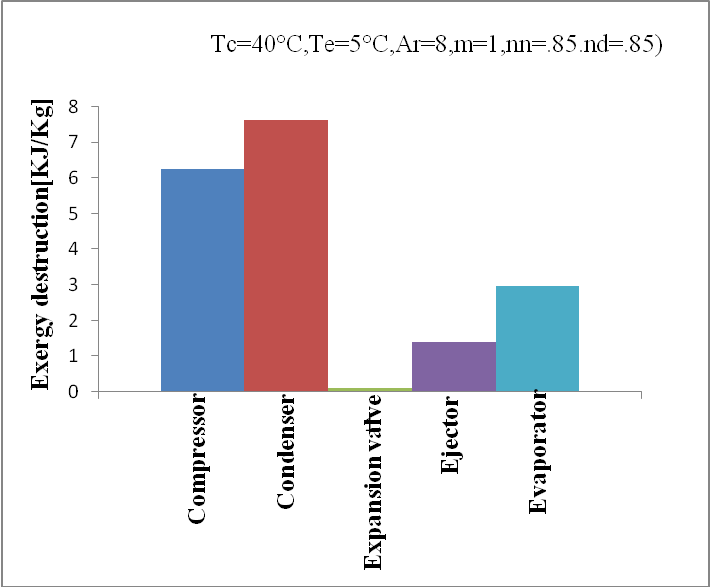 Tc=40°C,Te=5°C,Ar=8,m=1,nn=.85.nd=.85)
Exergy destruction[KJ/Kg]
8
7
6
5
4
3
2
1
0
Compressor
Condenser
Expansion valve
Ejector
Evaporator